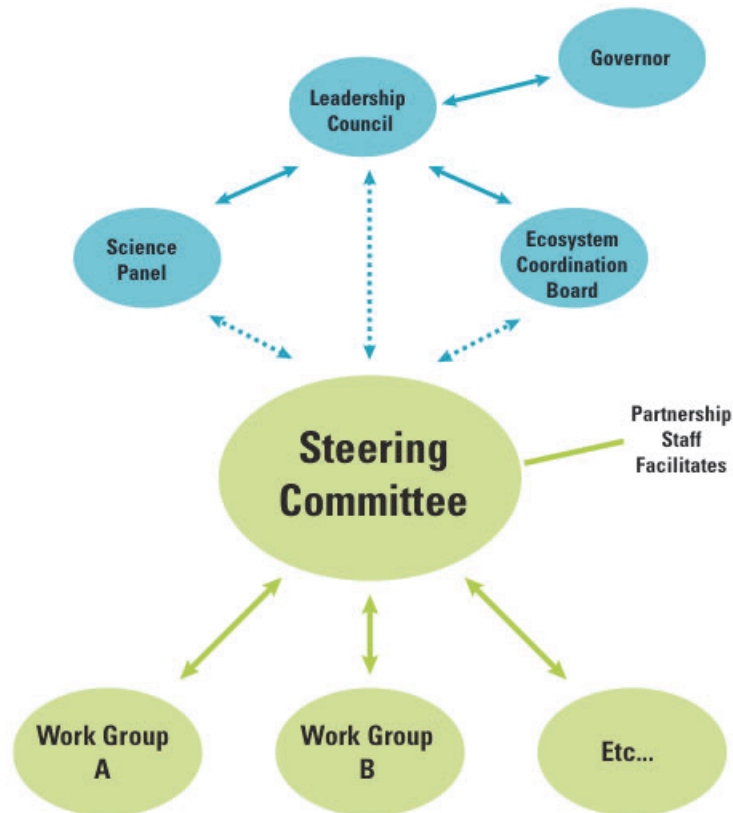 Governor
Leadership
Council
Science
Panel
Ecosystem
Coordination
Board
Steering
Committee
Partnership
Staff
Facilitates
Work Group
A
Work Group
B
Etc...